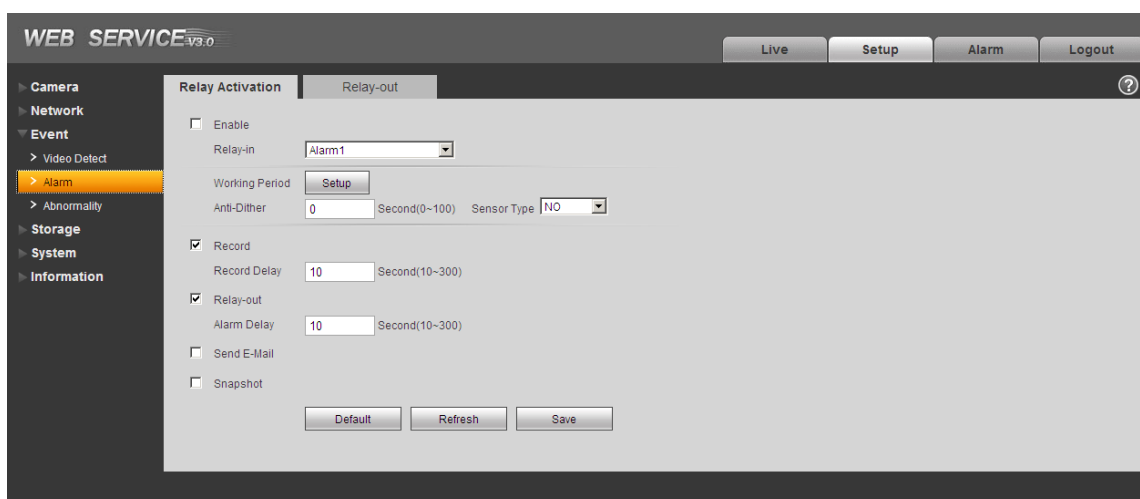 WEB SERVICE V3.0
Live Setup Alarm Logout
Camera
Network
Event
> Video Detect
> Alarm
> Abnormality
Storage
System
Information
Relay Activation Relay-out
?
Enable
Relay-in Alarm1
Working Period Setup
Anti-Dither 0 Second(0~100) Sensor Type NO
Record
Record Delay 10 Second(10~300)
Relay-out
Alarm Delay 10 Second(10~300)
Send E-Mail
Snapshot
Default Refresh Save